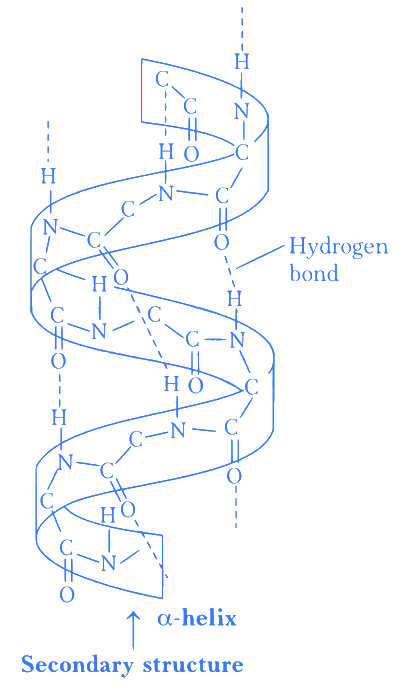 H
C
C N
H O C
H
N C
C
N C O Hydrogen
C O bond
H H
C C
N C N
O
H O C
H
C N C
N C O
C H O
C N
O
α-helix
Secondary structure